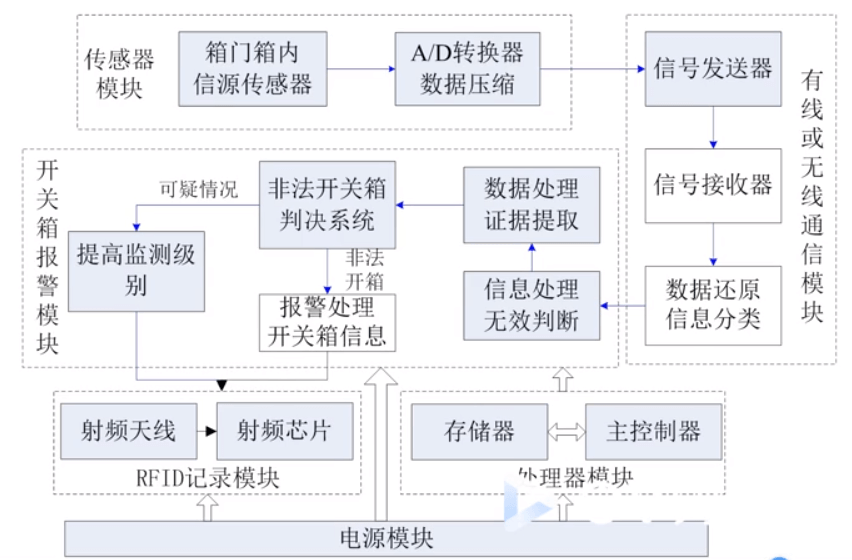 传感器
模块
箱门箱内
信源传感器
A/D转换器
数据压缩
信号发送器
信号接收器
数据还原
信息分类
有线或无线通信模块
开关箱报警模块
可疑情况
非法开关箱
判决系统
数据处理
证据提取
提高监测级
别
非法
开箱
信息处理
无效判断
报警处理
开关箱信息
射频天线
射频芯片
RFID记录模块
存储器
主控制器
处理器模块
电源模块